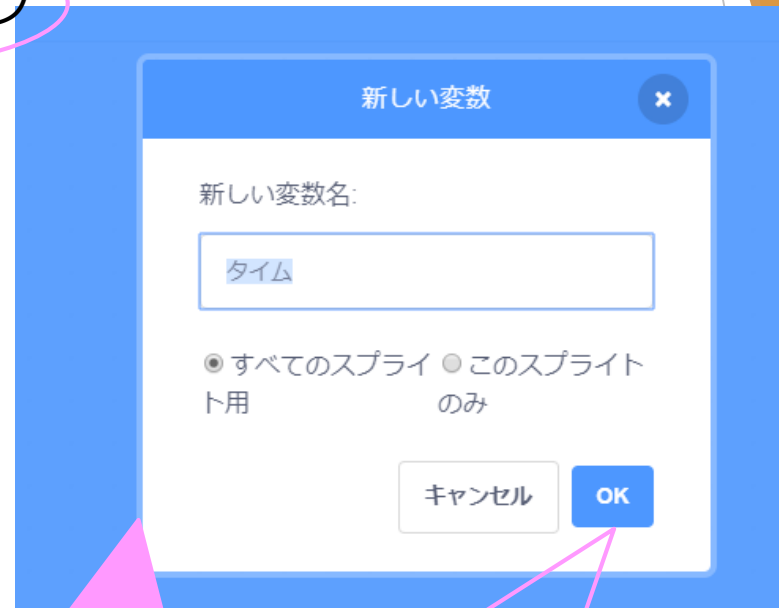 新しい変数
新しい変数名:
タイム
すべてのスプライ このスプライト
ト用 のみ
キャンセル OK